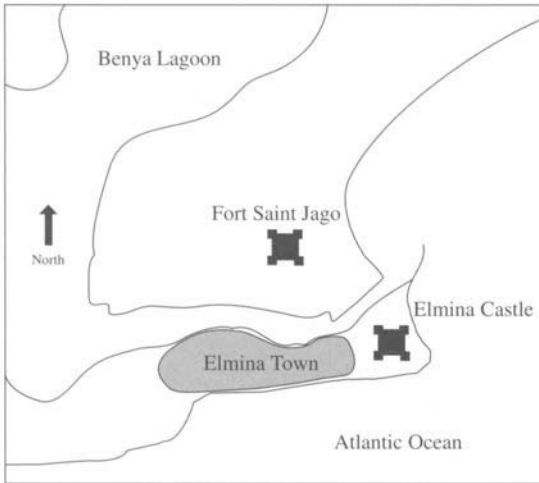 Benya Lagoon
Fort Saint Jago
North
Elmina Castle
Elmina Town
Atlantic Ocean